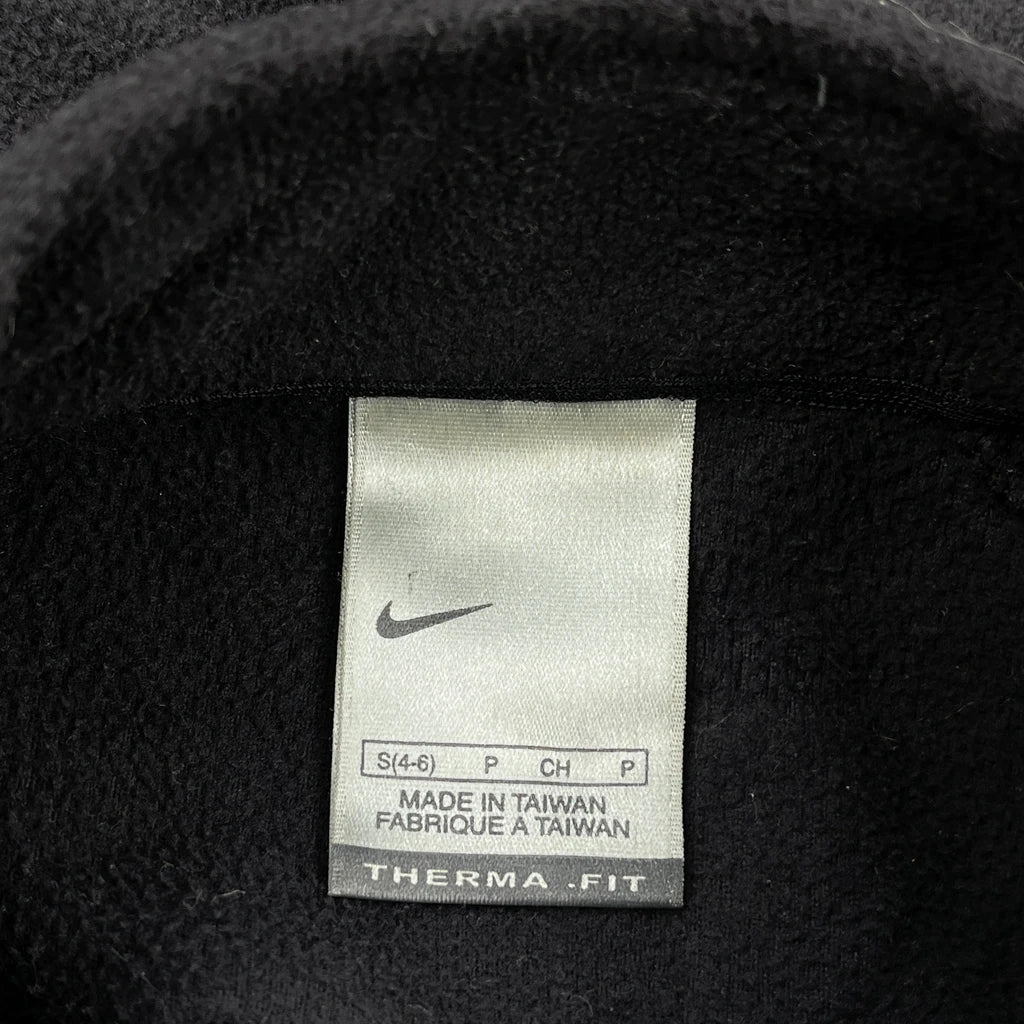 S(4-6) P CH P
MADE IN TAIWAN
FABRIQUE A TAIWAN
THERMA .FIT